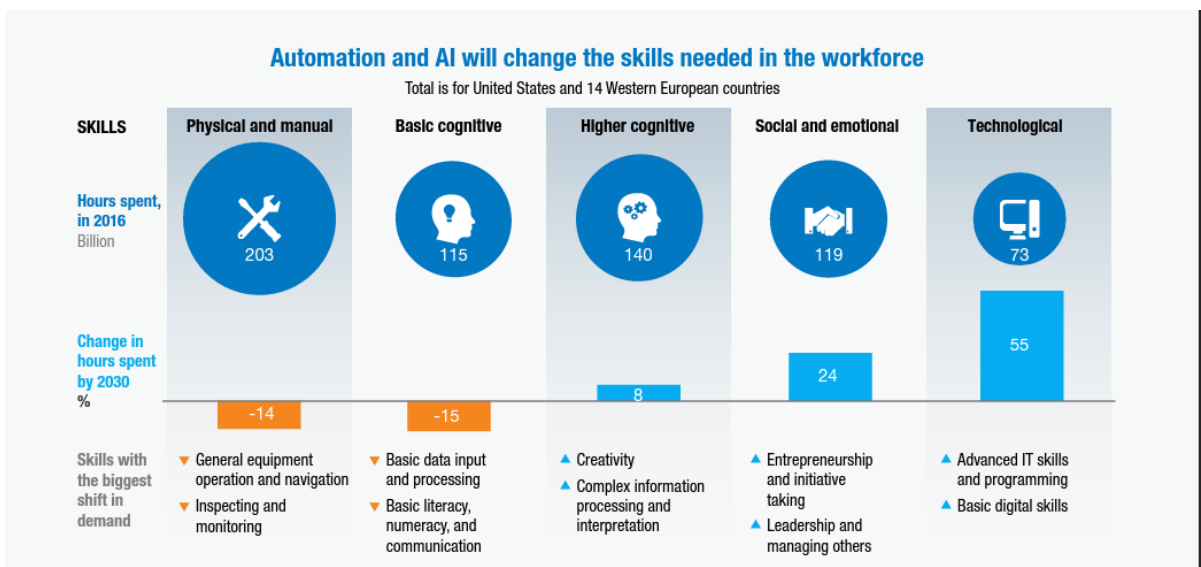 Automation and AI will change the skills needed in the workforce
Total is for United States and 14 Western European countries
SKILLS
Physical and manual
Basic cognitive
Higher cognitive
Social and emotional
Technological
Hours spent,
in 2016
Billion
203
115
140
119
73
Change in
hours spent
by 2030
%
-14
-15
8
24
55
Skills with
the biggest
shift in
demand
General equipment
operation and navigation
Inspecting and
monitoring
Basic data input
and processing
Basic literacy,
numeracy, and
communication
Creativity
Complex information
processing and
interpretation
Entrepreneurship
and initiative
taking
Leadership and
managing others
Advanced IT skills
and programming
Basic digital skills